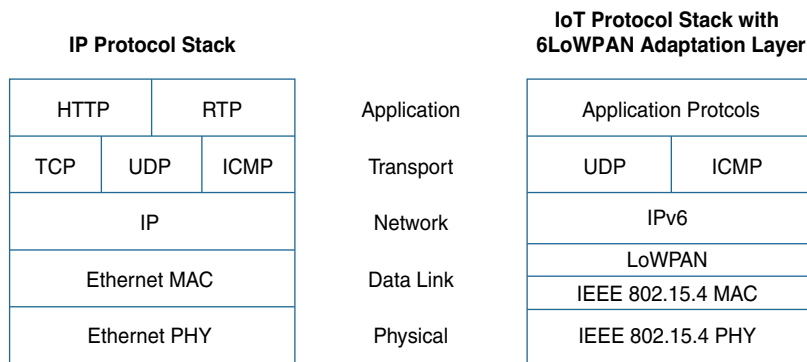 IP Protocol Stack
IoT Protocol Stack with
6LoWPAN Adaptation Layer
HTTP RTP Application Application Protcols
TCP UDP ICMP Transport UDP ICMP
IP Network IPv6
Ethernet MAC Data Link LoWPAN
IEEE 802.15.4 MAC
Ethernet PHY Physical IEEE 802.15.4 PHY